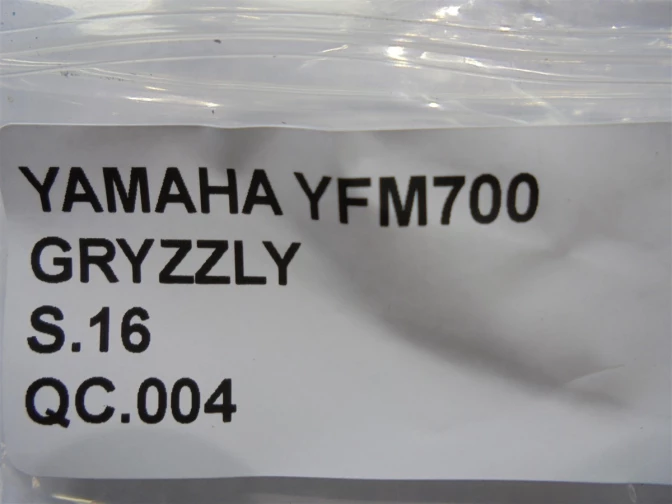 YAMAHA YFM700
GRYZZLY
S.16
QC.004